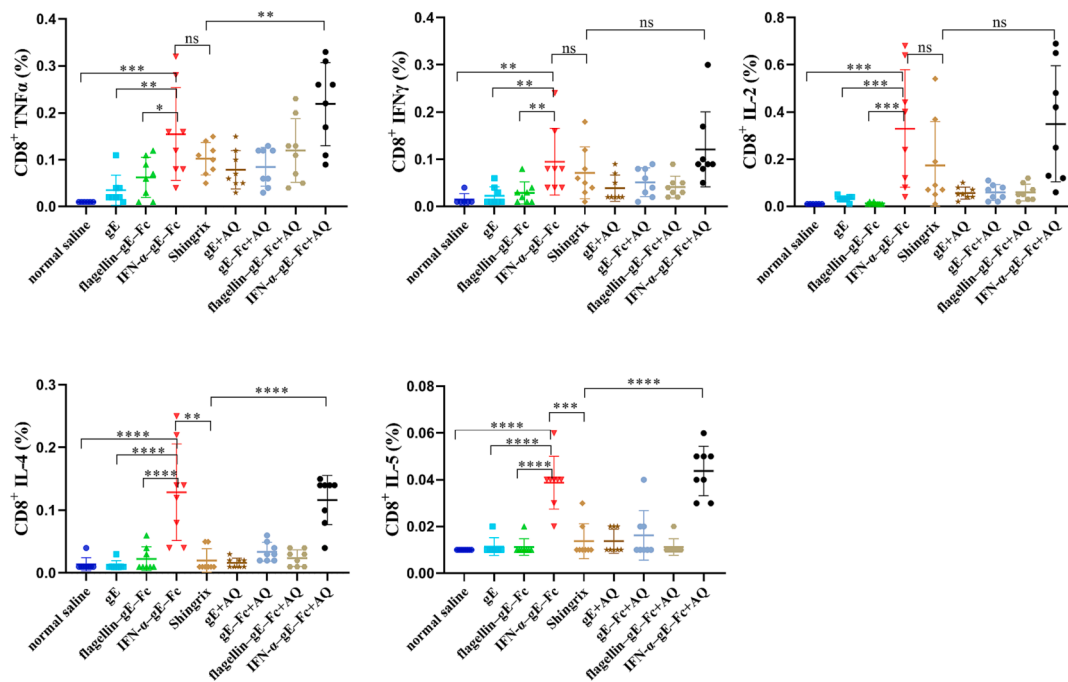 CD8+ TNFα (%)
0.4
0.3
0.2
0.1
0.0
***
**
*
ns
**
normal saline
gE
flagellin-gE-Fc
IFN-α-gE-Fc
Shingrix
gE+AQ
gE-Fc+AQ
flagellin-gE-Fc+AQ
IFN-α-gE-Fc+AQ
CD8+ IFNγ (%)
0.4
0.3
0.2
0.1
0.0
**
**
**
ns
ns
normal saline
gE
flagellin-gE-Fc
IFN-α-gE-Fc
Shingrix
gE+AQ
gE-Fc+AQ
flagellin-gE-Fc+AQ
IFN-α-gE-Fc+AQ
CD8+ IL-2 (%)
0.8
0.6
0.4
0.2
0.0
***
***
***
ns
ns
normal saline
gE
flagellin-gE-Fc
IFN-α-gE-Fc
Shingrix
gE+AQ
gE-Fc+AQ
flagellin-gE-Fc+AQ
IFN-α-gE-Fc+AQ
CD8+ IL-4 (%)
0.3
0.2
0.1
0.0
****
****
****
**
****
normal saline
gE
flagellin-gE-Fc
IFN-α-gE-Fc
Shingrix
gE+AQ
gE-Fc+AQ
flagellin-gE-Fc+AQ
IFN-α-gE-Fc+AQ
CD8+ IL-5 (%)
0.08
0.06
0.04
0.02
0.00
****
****
****
***
****
normal saline
gE
flagellin-gE-Fc
IFN-α-gE-Fc
Shingrix
gE+AQ
gE-Fc+AQ
flagellin-gE-Fc+AQ
IFN-α-gE-Fc+AQ